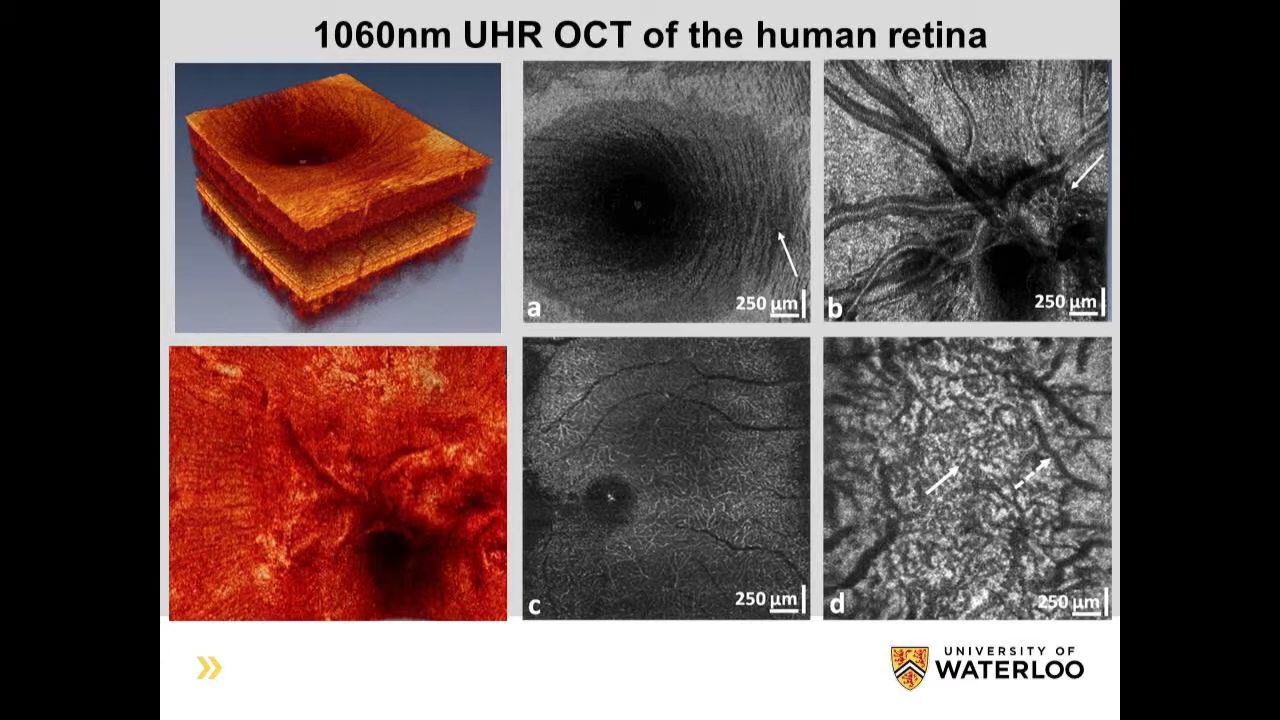 1060nm UHR OCT of the human retina
a
250 µm
b
250 µm
c
250 µm
d
250 µm
UNIVERSITY OF
WATERLOO